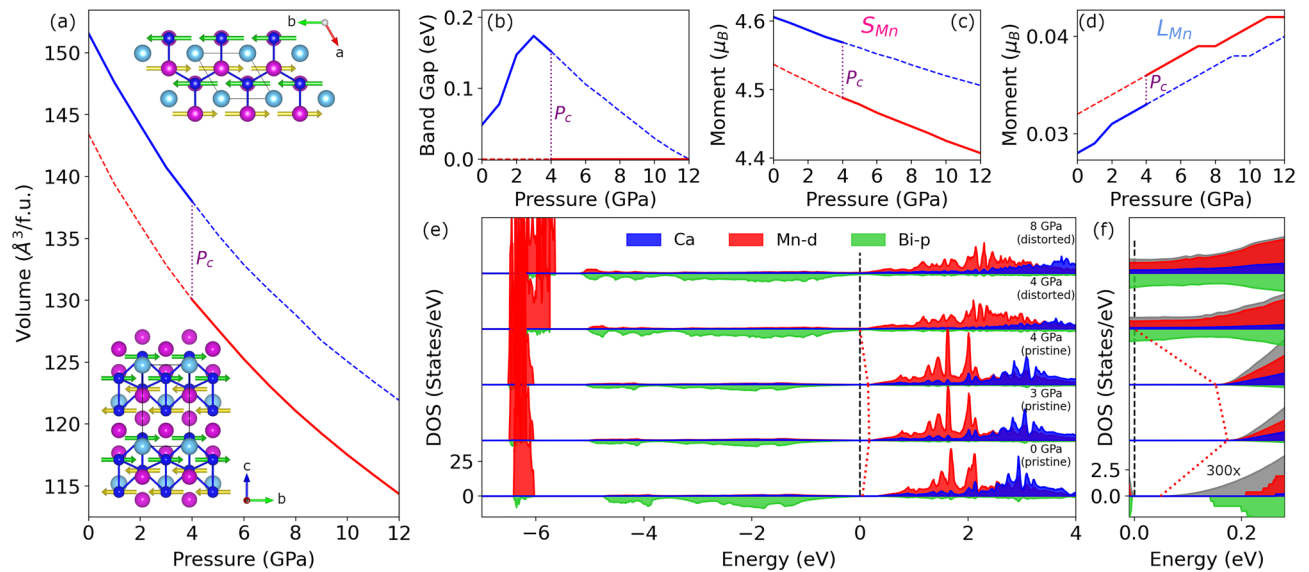 (a)
b
a
Volume (Å³/f.u.)
150
145
140
135
130
125
120
115
P_c
c
b
0 2 4 6 8 10 12
Pressure (GPa)
(b)
Band Gap (eV)
0.2
0.1
0.0
P_c
0 2 4 6 8 10 12
Pressure (GPa)
(c)
S_Mn
Moment (μ_B)
4.6
4.5
4.4
P_c
0 2 4 6 8 10 12
Pressure (GPa)
(d)
L_Mn
Moment (μ_B)
0.04
0.03
P_c
0 2 4 6 8 10 12
Pressure (GPa)
(e)
Ca Mn-d Bi-p
8 GPa
(distorted)
4 GPa
(distorted)
4 GPa
(pristine)
3 GPa
(pristine)
0 GPa
(pristine)
DOS (States/eV)
25
0
−6 −4 −2 0 2 4
Energy (eV)
(f)
DOS (States/eV)
2.5
0.0
300x
0.0 0.2
Energy (eV)